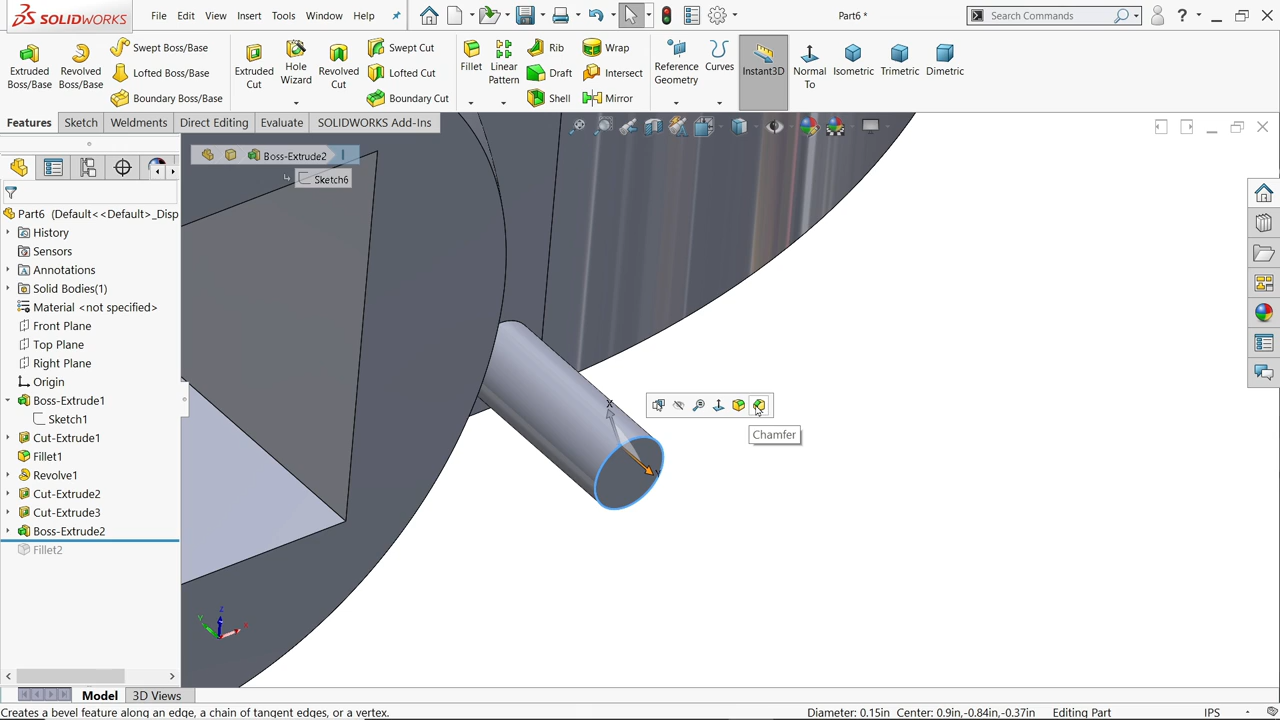 SOLIDWORKS
File Edit View Insert Tools Window Help
Part6 *
Search Commands
?
Extruded Boss/Base
Revolved Boss/Base
Swept Boss/Base
Lofted Boss/Base
Boundary Boss/Base
Extruded Cut
Hole Wizard
Revolved Cut
Swept Cut
Lofted Cut
Boundary Cut
Fillet
Linear Pattern
Rib
Draft
Shell
Wrap
Intersect
Mirror
Reference Geometry
Curves
Instant3D
Normal To
Isometric
Trimetric
Dimetric
Features Sketch Weldments Direct Editing Evaluate SOLIDWORKS Add-Ins
Boss-Extrude2
Sketch6
Part6 (Default<<Default>_Disp
History
Sensors
Annotations
Solid Bodies(1)
Material <not specified>
Front Plane
Top Plane
Right Plane
Origin
Boss-Extrude1
Sketch1
Cut-Extrude1
Fillet1
Revolve1
Cut-Extrude2
Cut-Extrude3
Boss-Extrude2
Fillet2
X
Chamfer
Z
Y
X
Model 3D Views
Creates a bevel feature along an edge, a chain of tangent edges, or a vertex.
Diameter: 0.15in Center: 0.9in,-0.84in,-0.37in
Editing Part
IPS